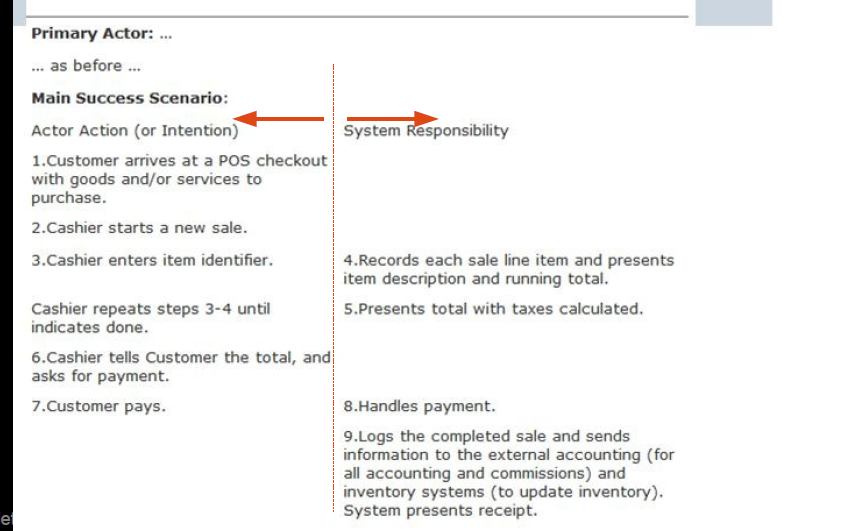 Primary Actor: ...
... as before ...
Main Success Scenario:
Actor Action (or Intention)
System Responsibility
1.Customer arrives at a POS checkout
with goods and/or services to
purchase.
2.Cashier starts a new sale.
3.Cashier enters item identifier.
4.Records each sale line item and presents
item description and running total.
Cashier repeats steps 3-4 until
indicates done.
5.Presents total with taxes calculated.
6.Cashier tells Customer the total, and
asks for payment.
7.Customer pays.
8.Handles payment.
9.Logs the completed sale and sends
information to the external accounting (for
all accounting and commissions) and
inventory systems (to update inventory).
System presents receipt.